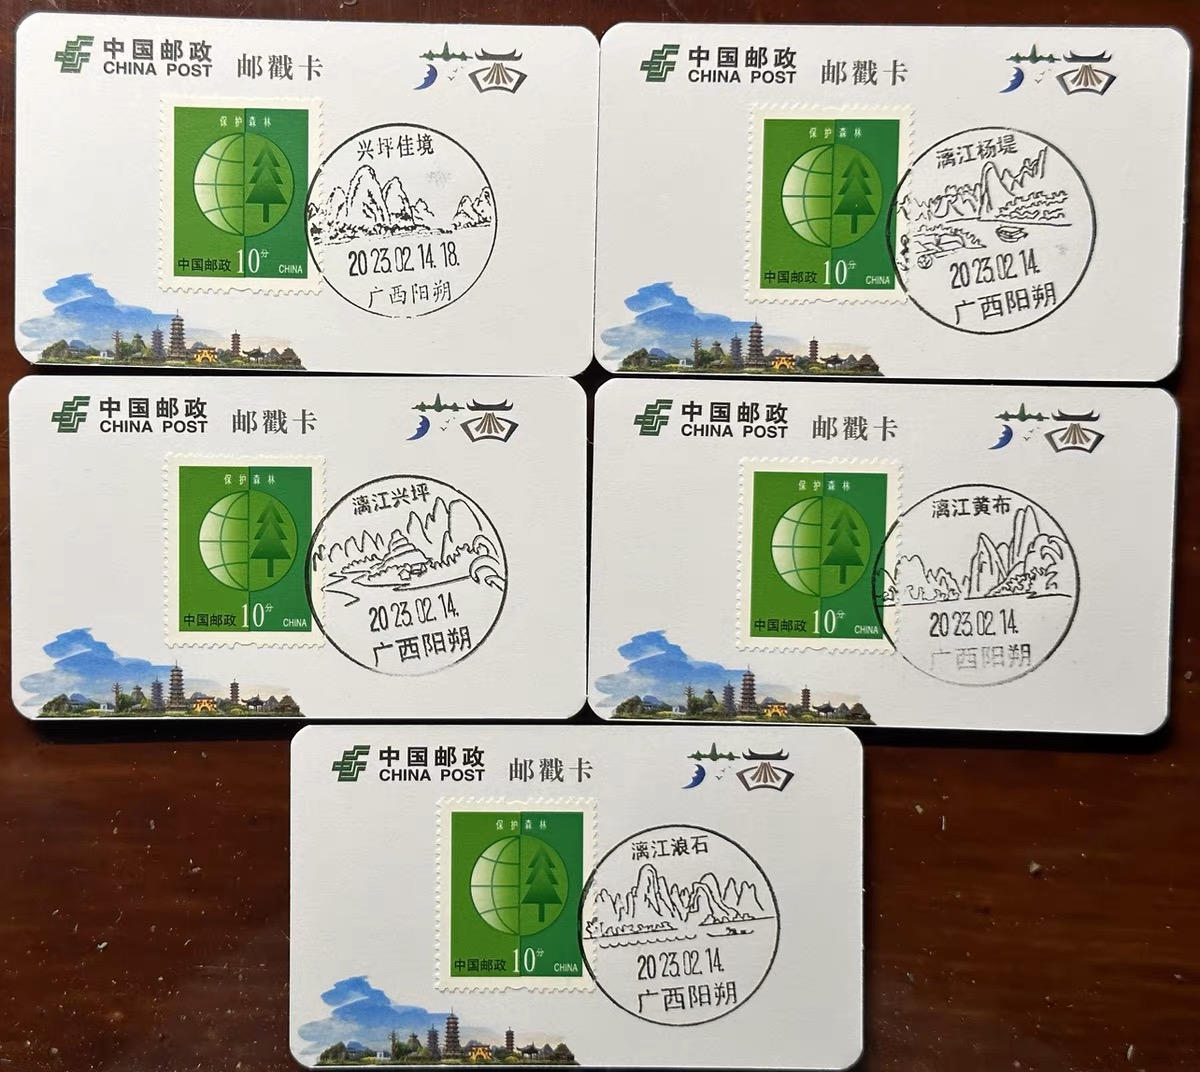 中国邮政
CHINA POST
邮戳卡
保护森林
中国邮政 10分 CHINA
兴坪佳境
2023.02.14.18.
广西阳朔
中国邮政
CHINA POST
邮戳卡
保护森林
中国邮政 10分 CHINA
漓江杨堤
2023.02.14.
广西阳朔
中国邮政
CHINA POST
邮戳卡
保护森林
中国邮政 10分 CHINA
漓江兴坪
2023.02.14.
广西阳朔
中国邮政
CHINA POST
邮戳卡
保护森林
中国邮政 10分 CHINA
漓江黄布
2023.02.14.
广西阳朔
中国邮政
CHINA POST
邮戳卡
保护森林
中国邮政 10分 CHINA
漓江浪石
2023.02.14.
广西阳朔